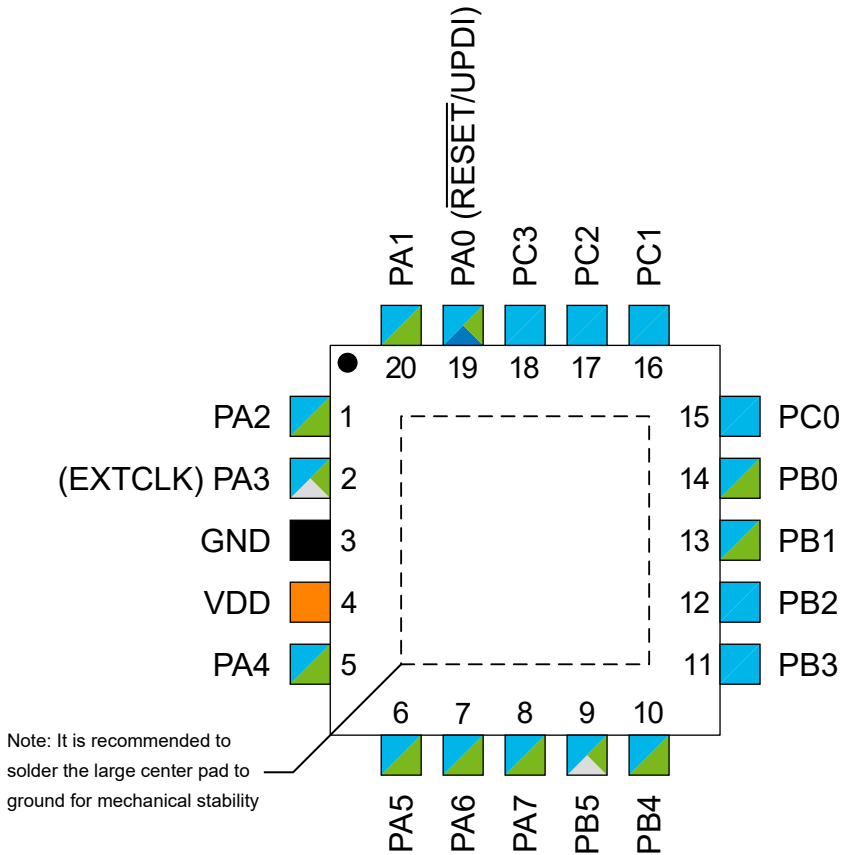 PA1
PA0 (RESET/UPDI)
PC3
PC2
PC1
20
19
18
17
16
PA2 1
(EXTCLK) PA3 2
GND 3
VDD 4
PA4 5
15 PC0
14 PB0
13 PB1
12 PB2
11 PB3
6
7
8
9
10
PA5
PA6
PA7
PB5
PB4
Note: It is recommended to
solder the large center pad to
ground for mechanical stability